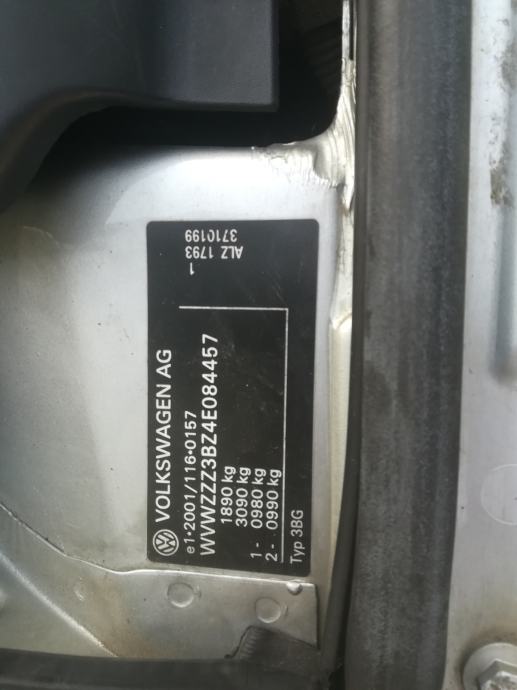 VOLKSWAGEN AG
e1*2001/116*0157
WVWZZZ3BZ4E084457
1890 kg
3090 kg
1- 0980 kg
2- 0990 kg
Typ 3BG
1
ALZ 1793
3710199